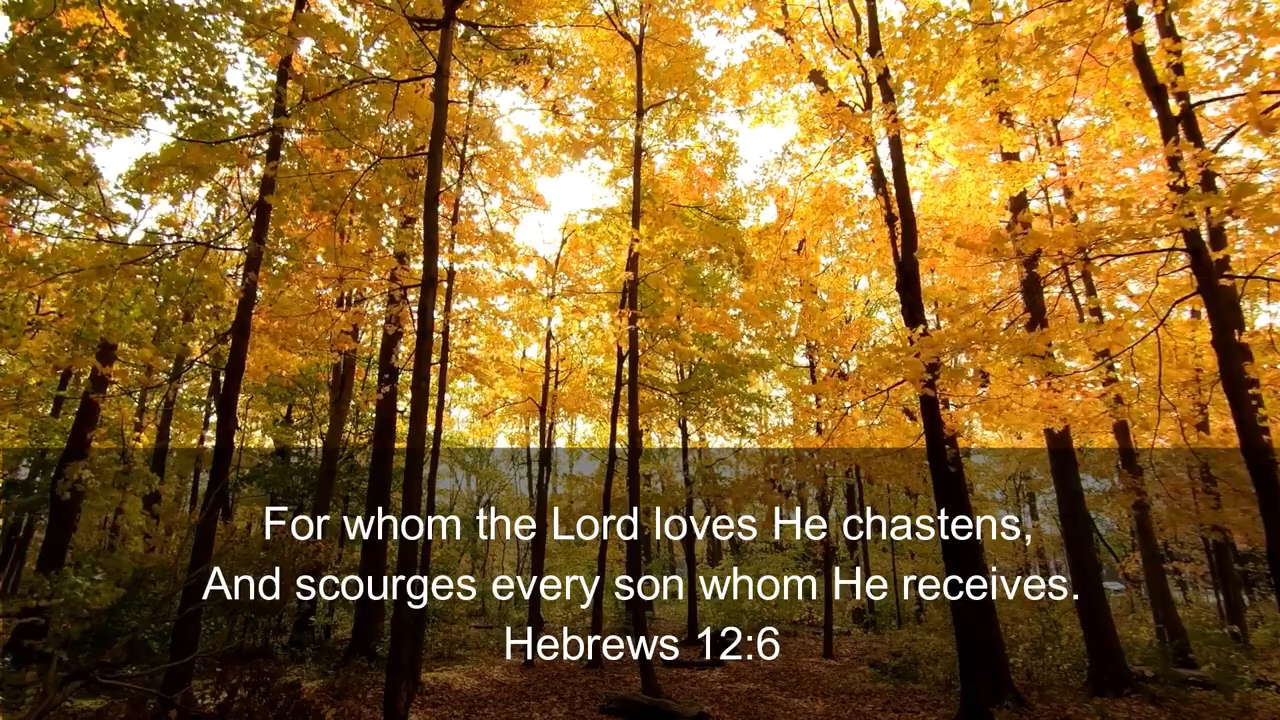 For whom the Lord loves He chastens,
And scourges every son whom He receives.
Hebrews 12:6